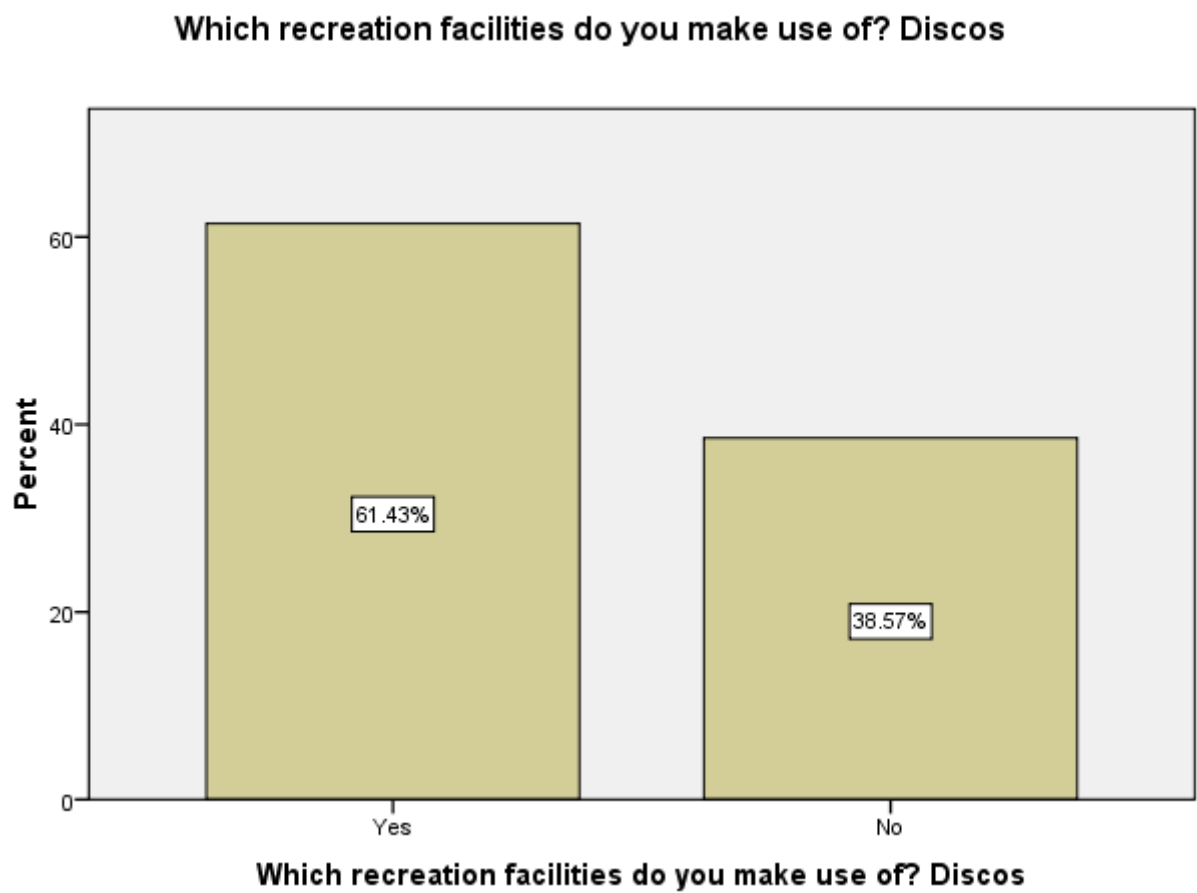 Which recreation facilities do you make use of? Discos
Percent
60
40
20
0
61.43%
38.57%
Yes
No
Which recreation facilities do you make use of? Discos